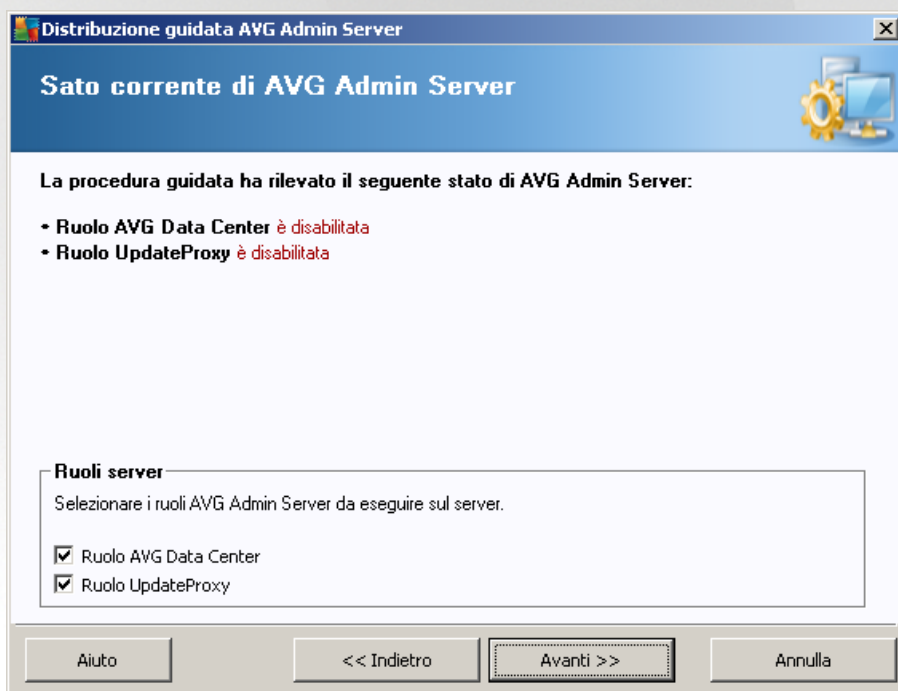 Distribuzione guidata AVG Admin Server
Sato corrente di AVG Admin Server
La procedura guidata ha rilevato il seguente stato di AVG Admin Server:
• Ruolo AVG Data Center è disabilitata
• Ruolo UpdateProxy è disabilitata
Ruoli server
Selezionare i ruoli AVG Admin Server da eseguire sul server.
Ruolo AVG Data Center
Ruolo UpdateProxy
Aiuto
<< Indietro
Avanti >>
Annulla